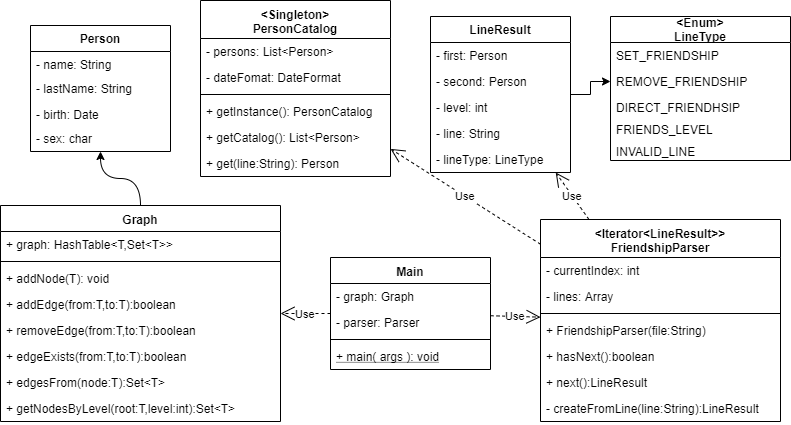 Person
- name: String
- lastName: String
- birth: Date
- sex: char
<Singleton>
PersonCatalog
- persons: List<Person>
- dateFomat: DateFormat
+ getInstance(): PersonCatalog
+ getCatalog(): List<Person>
+ get(line:String): Person
LineResult
- first: Person
- second: Person
- level: int
- line: String
- lineType: LineType
<Enum>
LineType
SET_FRIENDSHIP
REMOVE_FRIENDSHIP
DIRECT_FRIENDHSIP
FRIENDS_LEVEL
INVALID_LINE
Use
Use
Graph
+ graph: HashTable<T,Set<T>>
+ addNode(T): void
+ addEdge(from:T,to:T):boolean
+ removeEdge(from:T,to:T):boolean
+ edgeExists(from:T,to:T):boolean
+ edgesFrom(node:T):Set<T>
+ getNodesByLevel(root:T,level:int):Set<T>
Use
Main
- graph: Graph
- parser: Parser
+ main( args ): void
Use
<Iterator<LineResult>>
FriendshipParser
- currentIndex: int
- lines: Array
+ FriendshipParser(file:String)
+ hasNext():boolean
+ next():LineResult
- createFromLine(line:String):LineResult